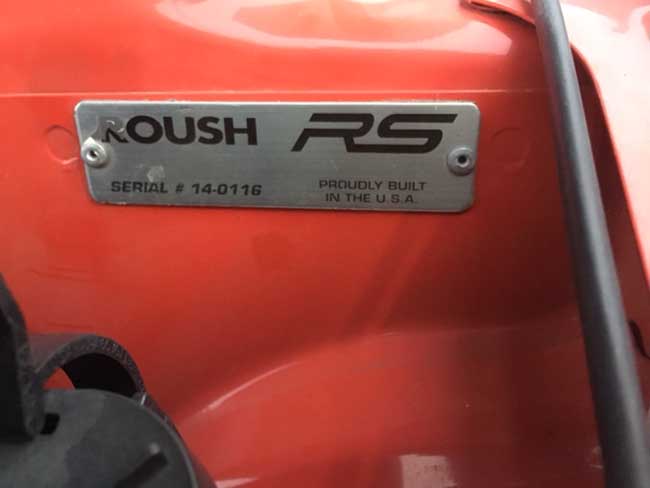 ROUSH RS
SERIAL # 14-0116 PROUDLY BUILT
IN THE U.S.A.